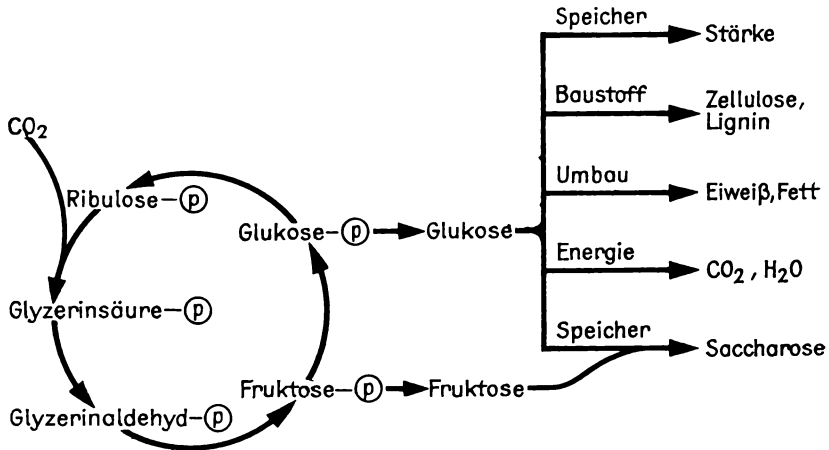 Speicher
Stärke
Baustoff
Zellulose,
Lignin
CO2
Umbau
Ribulose–P
Eiweiß, Fett
Glukose–P
Glukose
Energie
CO2, H2O
Glyzerinsäure–P
Speicher
Saccharose
Fruktose–P
Fruktose
Glyzerinaldehyd–P